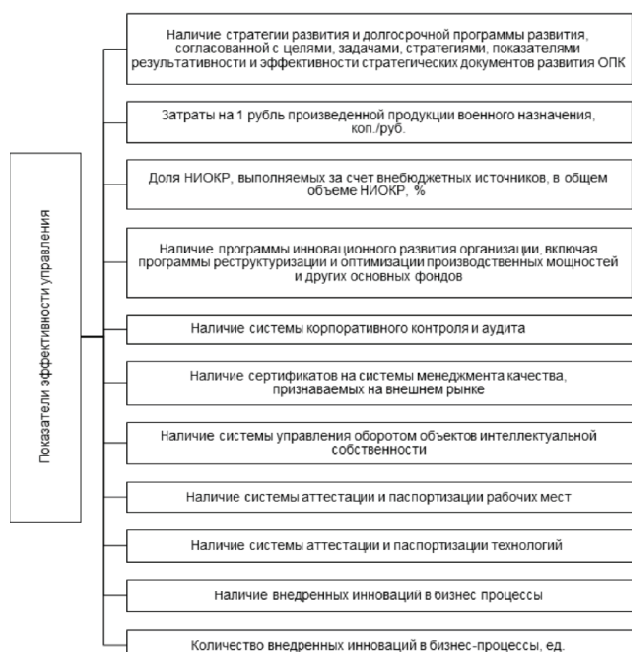 Наличие стратегии развития и долгосрочной программы развития,
согласованной с целями, задачами, стратегиями, показателями
результативности и эффективности стратегических документов развития ОПК
Затраты на 1 рубль произведенной продукции военного назначения,
коп./руб.
Доля НИОКР, выполняемых за счет внебюджетных источников, в общем
объеме НИОКР, %
Наличие программы инновационного развития организации, включая
программы реструктуризации и оптимизации производственных мощностей
и других основных фондов
Показатели эффективности управления
Наличие системы корпоративного контроля и аудита
Наличие сертификатов на системы менеджмента качества,
признаваемых на внешнем рынке
Наличие системы управления оборотом объектов интеллектуальной
собственности
Наличие системы аттестации и паспортизации рабочих мест
Наличие системы аттестации и паспортизации технологий
Наличие внедренных инноваций в бизнес процессы
Количество внедренных инноваций в бизнес-процессы, ед.